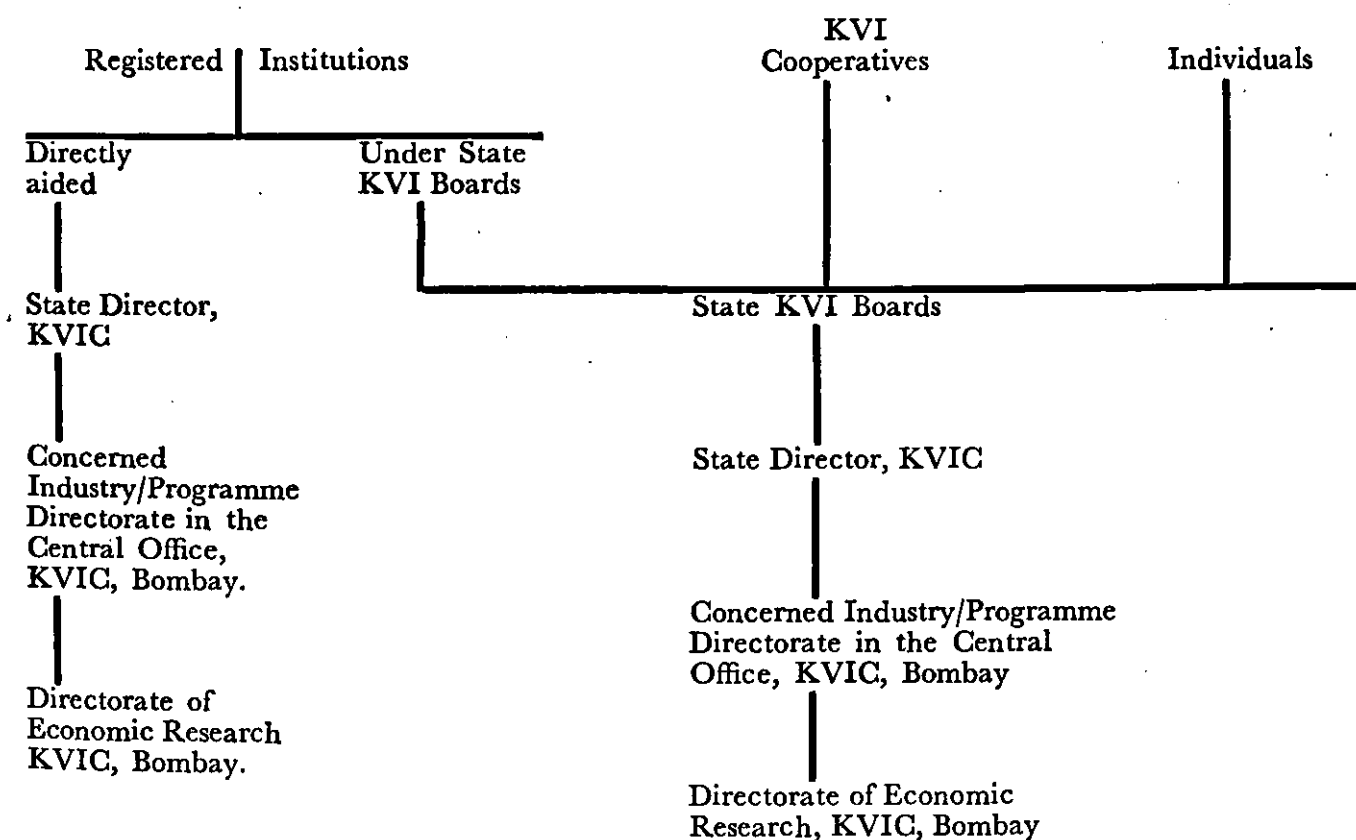 Registered Institutions
KVI
Cooperatives
Individuals
Directly
aided
Under State
KVI Boards
State Director,
KVIC
State KVI Boards
Concerned
Industry/Programme
Directorate in the
Central Office,
KVIC, Bombay.
State Director, KVIC
Concerned Industry/Programme
Directorate in the Central
Office, KVIC, Bombay
Directorate of
Economic Research
KVIC, Bombay.
Directorate of Economic
Research, KVIC, Bombay